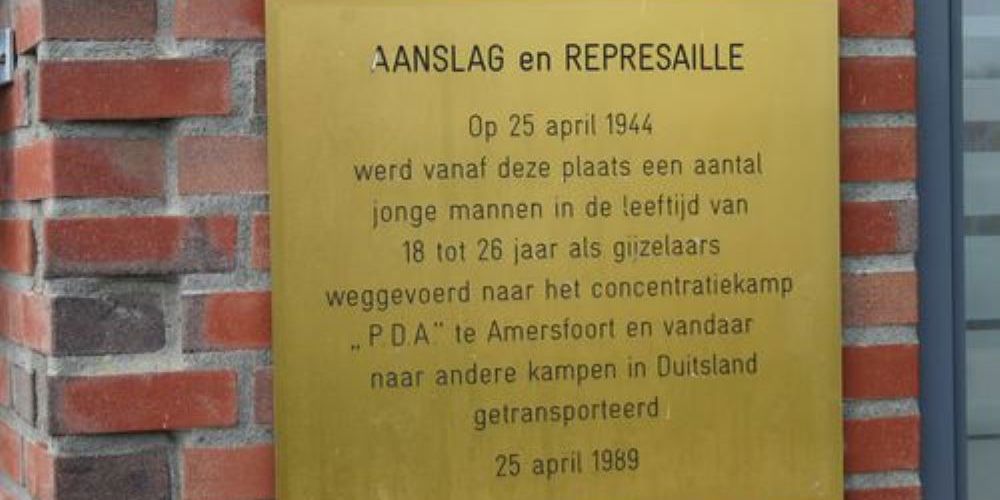 AANSLAG en REPRESAILLE
Op 25 april 1944
werd vanaf deze plaats een aantal
jonge mannen in de leeftijd van
18 tot 26 jaar als gijzelaars
weggevoerd naar het concentratiekamp
„P.D.A." te Amersfoort en vandaar
naar andere kampen in Duitsland
getransporteerd
25 april 1989